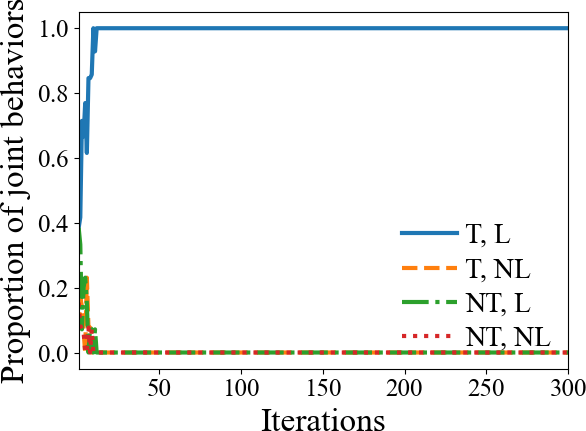 Proportion of joint behaviors
1.0
0.8
0.6
0.4
0.2
0.0
T, L
T, NL
NT, L
NT, NL
50 100 150 200 250 300
Iterations